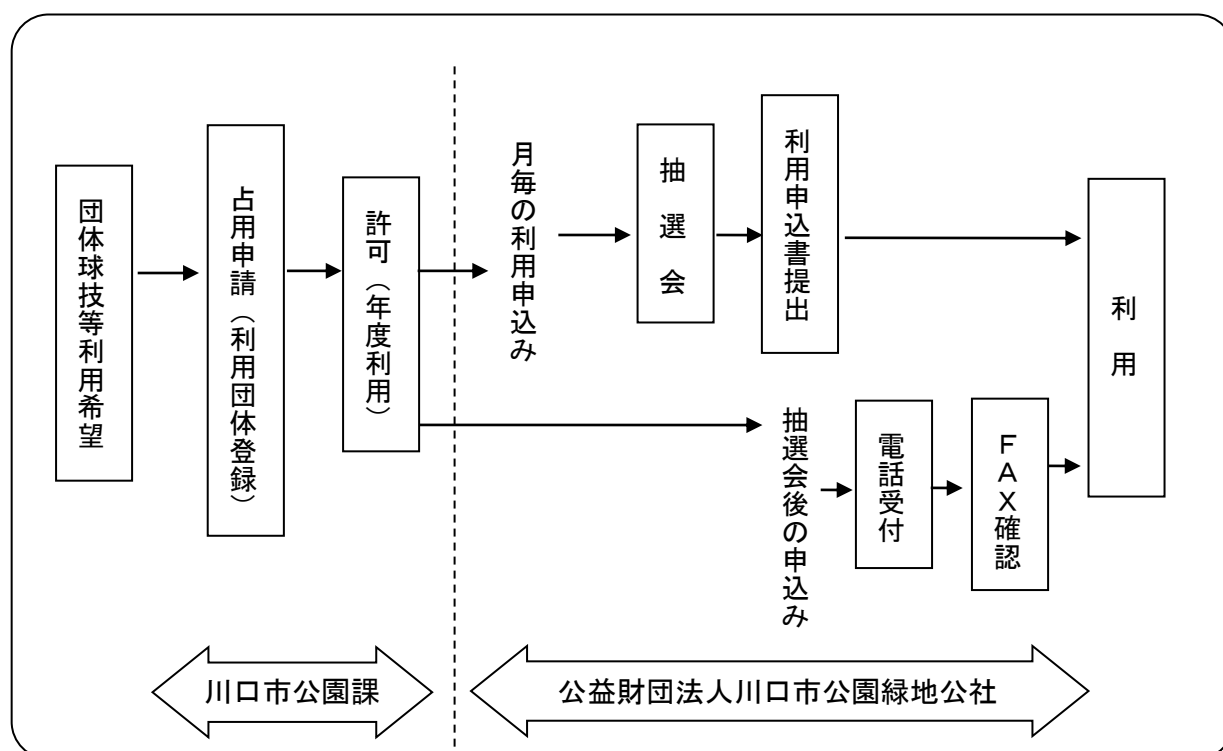 団体球技等利用希望
占用申請（利用団体登録）
許可（年度利用）
月毎の利用申込み
抽選会
利用申込書提出
利用
抽選会後の申込み
電話受付
ＦＡＸ確認
川口市公園課
公益財団法人川口市公園緑地公社